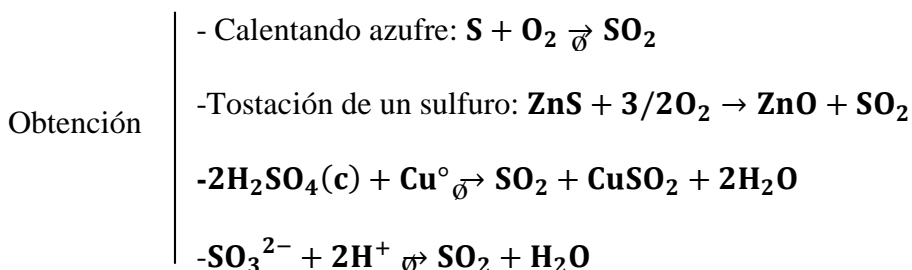 - Calentando azufre: S + O₂ →∅ SO₂
-Tostación de un sulfuro: ZnS + 3/2O₂ → ZnO + SO₂
Obtención
-2H₂SO₄(c) + Cu° →∅ SO₂ + CuSO₂ + 2H₂O
-SO₃²⁻ + 2H⁺ →∅ SO₂ + H₂O